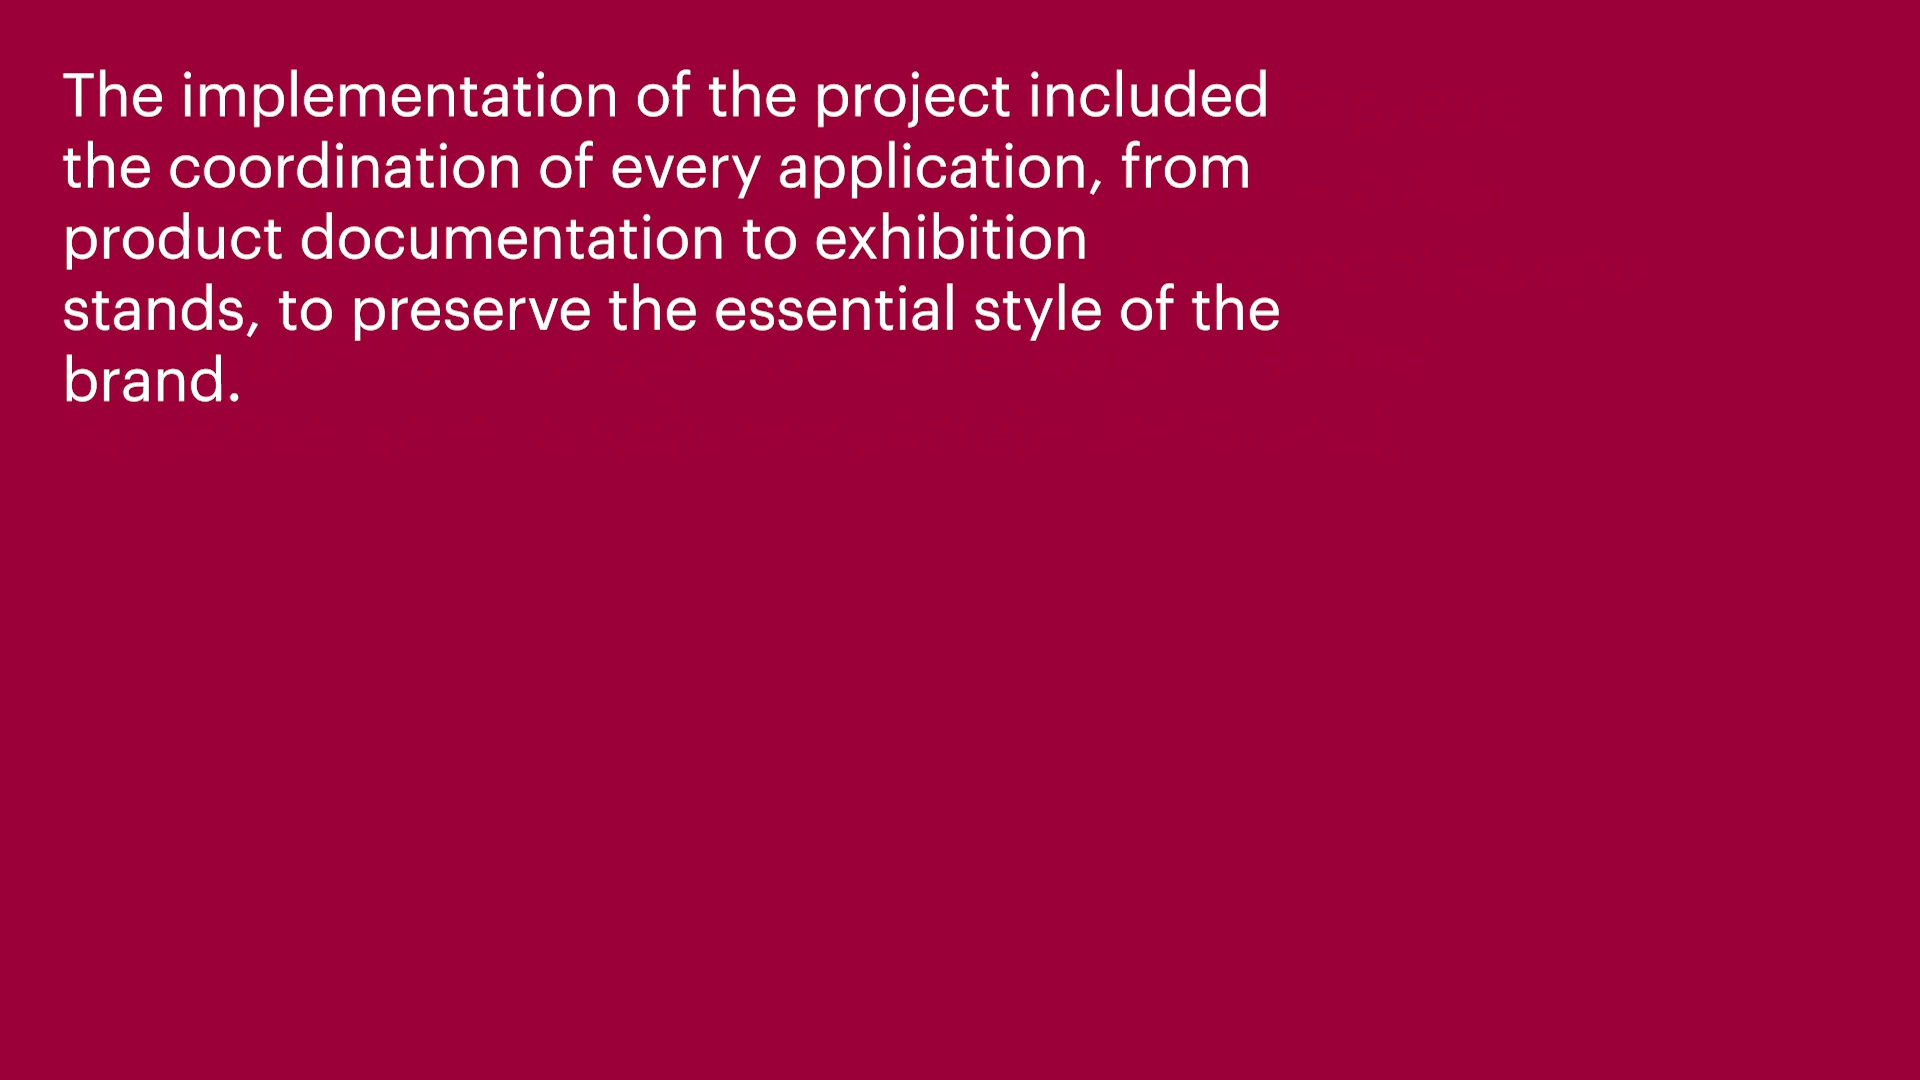 The implementation of the project included
the coordination of every application, from
product documentation to exhibition
stands, to preserve the essential style of the
brand.